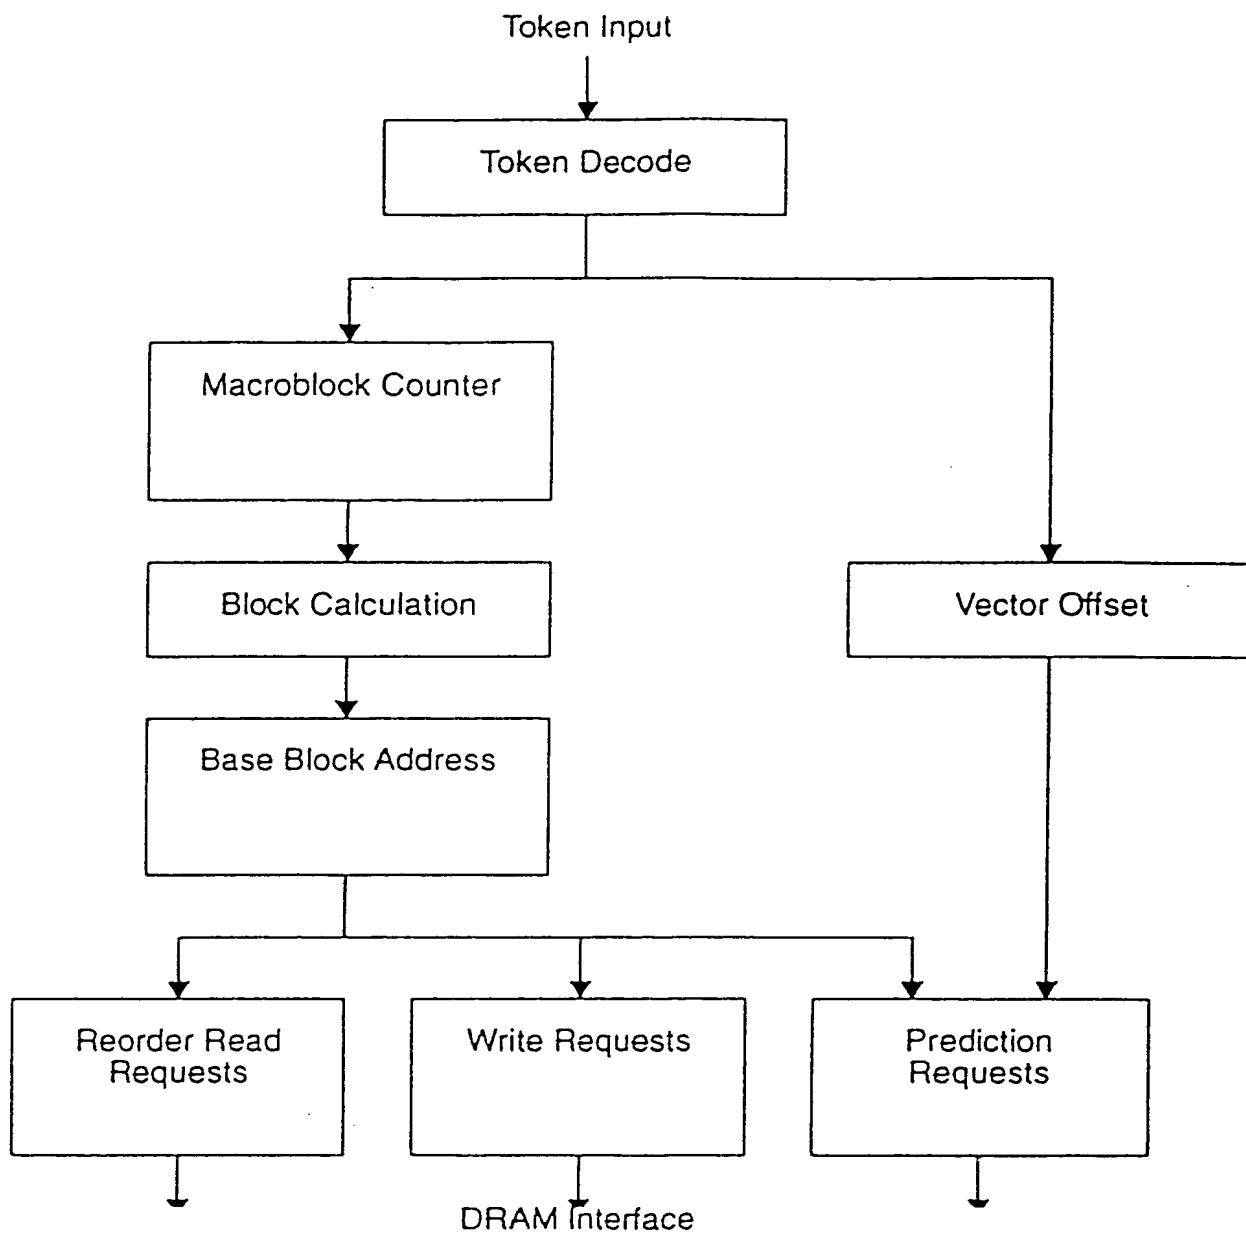 Token Input
Token Decode
Macroblock Counter
Block Calculation
Vector Offset
Base Block Address
Reorder Read
Requests
Write Requests
Prediction
Requests
DRAM Interface